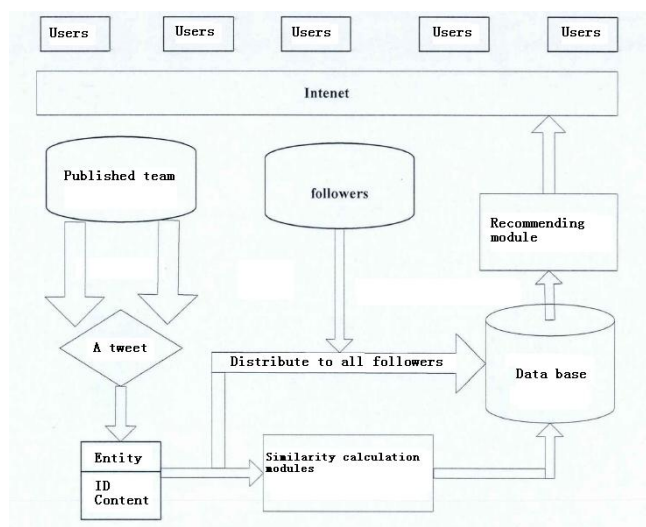 Users
Users
Users
Users
Users
Intenet
Published team
followers
Recommending
module
A tweet
Distribute to all followers
Data base
Entity
ID
Content
Similarity calculation
modules